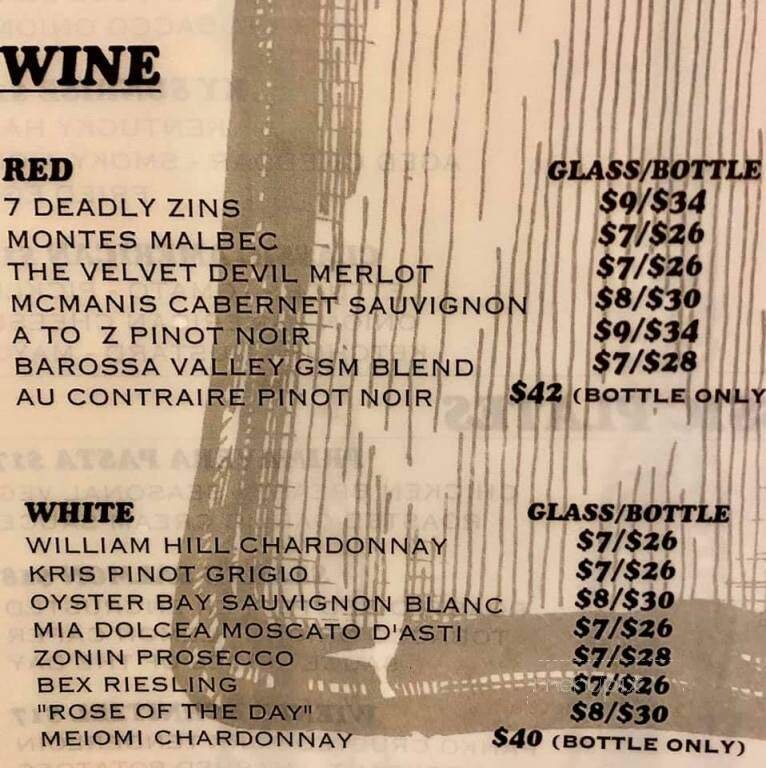 WINE
RED GLASS/BOTTLE
7 DEADLY ZINS $9/$34
MONTES MALBEC $7/$26
THE VELVET DEVIL MERLOT $7/$26
MCMANIS CABERNET SAUVIGNON $8/$30
A TO Z PINOT NOIR $9/$34
BAROSSA VALLEY GSM BLEND $7/$28
AU CONTRAIRE PINOT NOIR $42 (BOTTLE ONLY
WHITE GLASS/BOTTLE
WILLIAM HILL CHARDONNAY $7/$26
KRIS PINOT GRIGIO $7/$26
OYSTER BAY SAUVIGNON BLANC $8/$30
MIA DOLCEA MOSCATO D'ASTI $7/$26
ZONIN PROSECCO $7/$28
BEX RIESLING $7/$26
"ROSE OF THE DAY" $8/$30
MEIOMI CHARDONNAY $40 (BOTTLE ONLY)